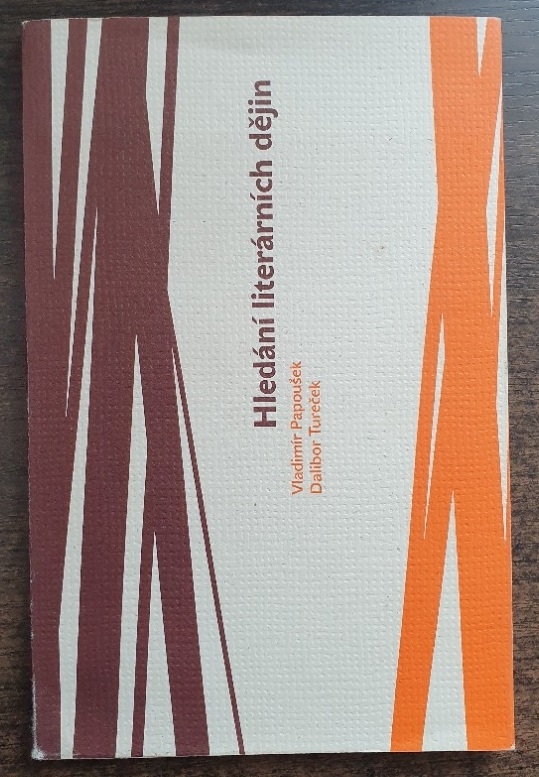 Hledání literárních dějin
Vladimír Papoušek
Dalibor Tureček